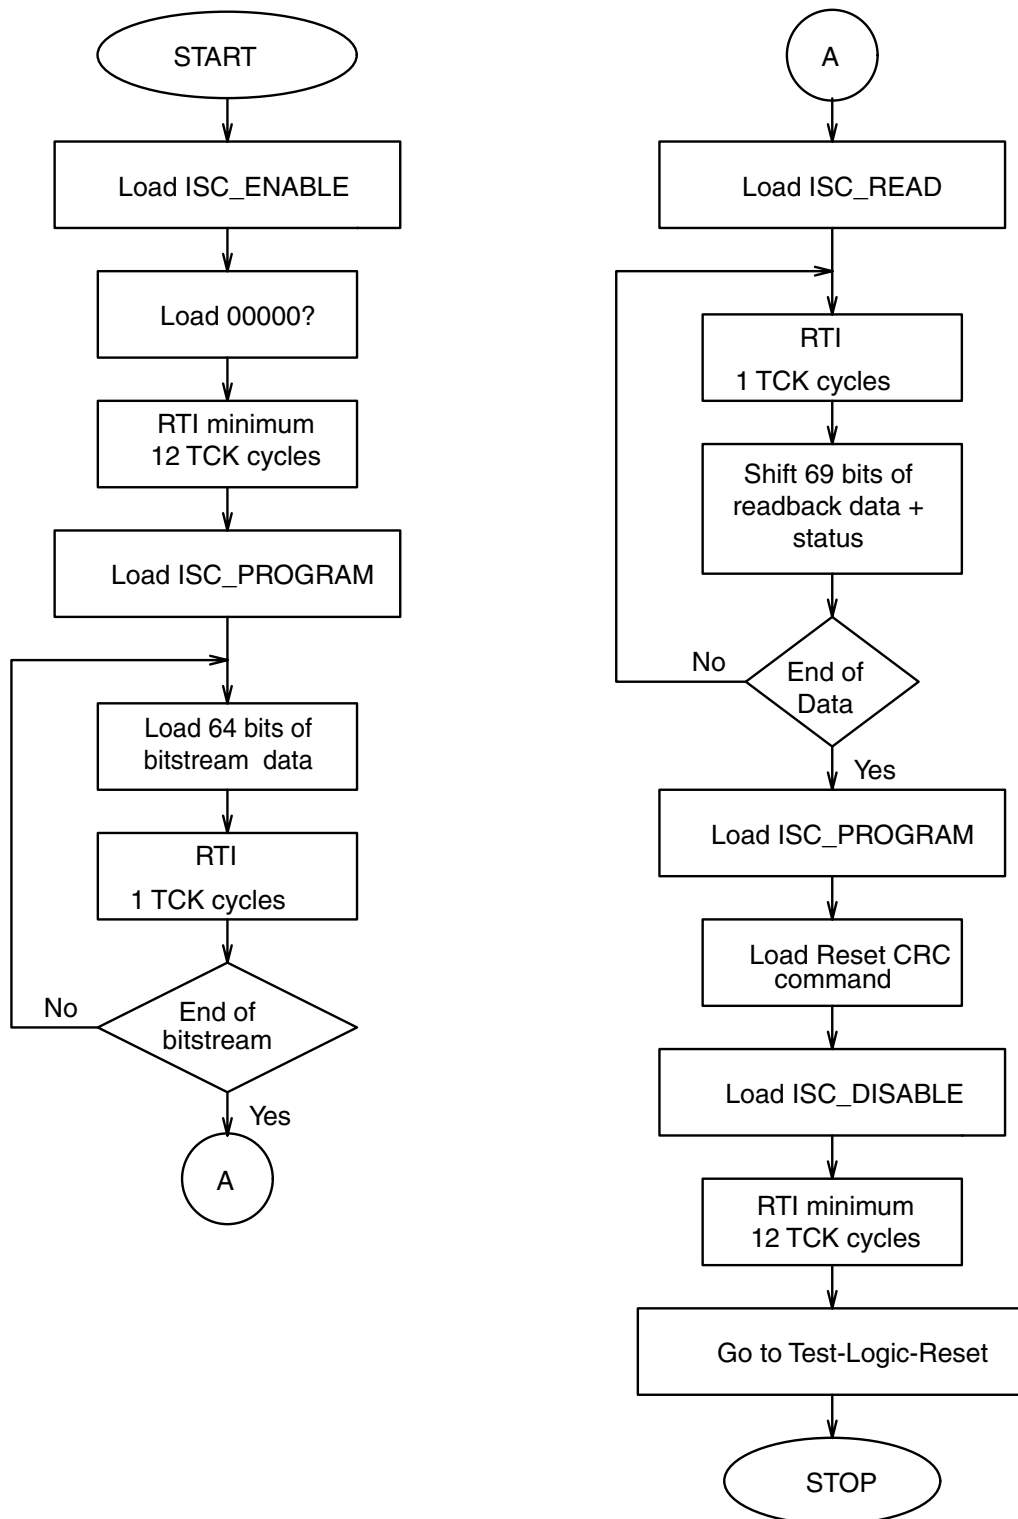 START
Load ISC_ENABLE
Load 00000?
RTI minimum
12 TCK cycles
Load ISC_PROGRAM
Load 64 bits of
bitstream data
RTI
1 TCK cycles
No
End of
bitstream
Yes
A
A
Load ISC_READ
RTI
1 TCK cycles
Shift 69 bits of
readback data +
status
No
End of
Data
Yes
Load ISC_PROGRAM
Load Reset CRC
command
Load ISC_DISABLE
RTI minimum
12 TCK cycles
Go to Test-Logic-Reset
STOP